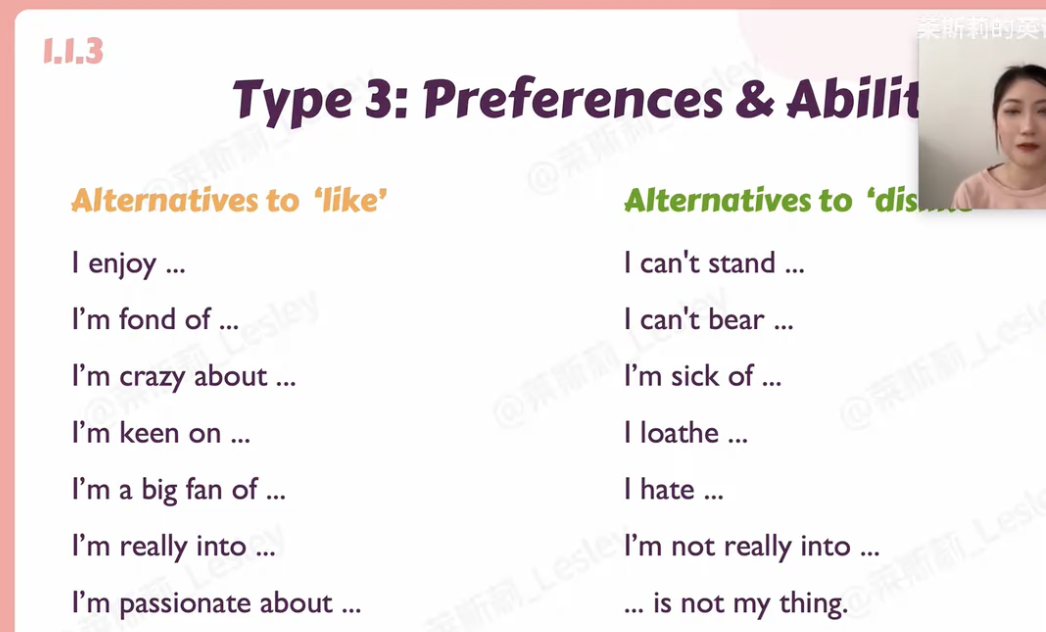 莱斯莉的英
1.1.3
Type 3: Preferences & Abilit
Alternatives to ‘like’
I enjoy ...
I’m fond of ...
I’m crazy about ...
I’m keen on ...
I’m a big fan of ...
I’m really into ...
I’m passionate about ...
Alternatives to ‘dis
I can't stand ...
I can't bear ...
I’m sick of ...
I loathe ...
I hate ...
I’m not really into ...
... is not my thing.
@莱斯莉_Lesley